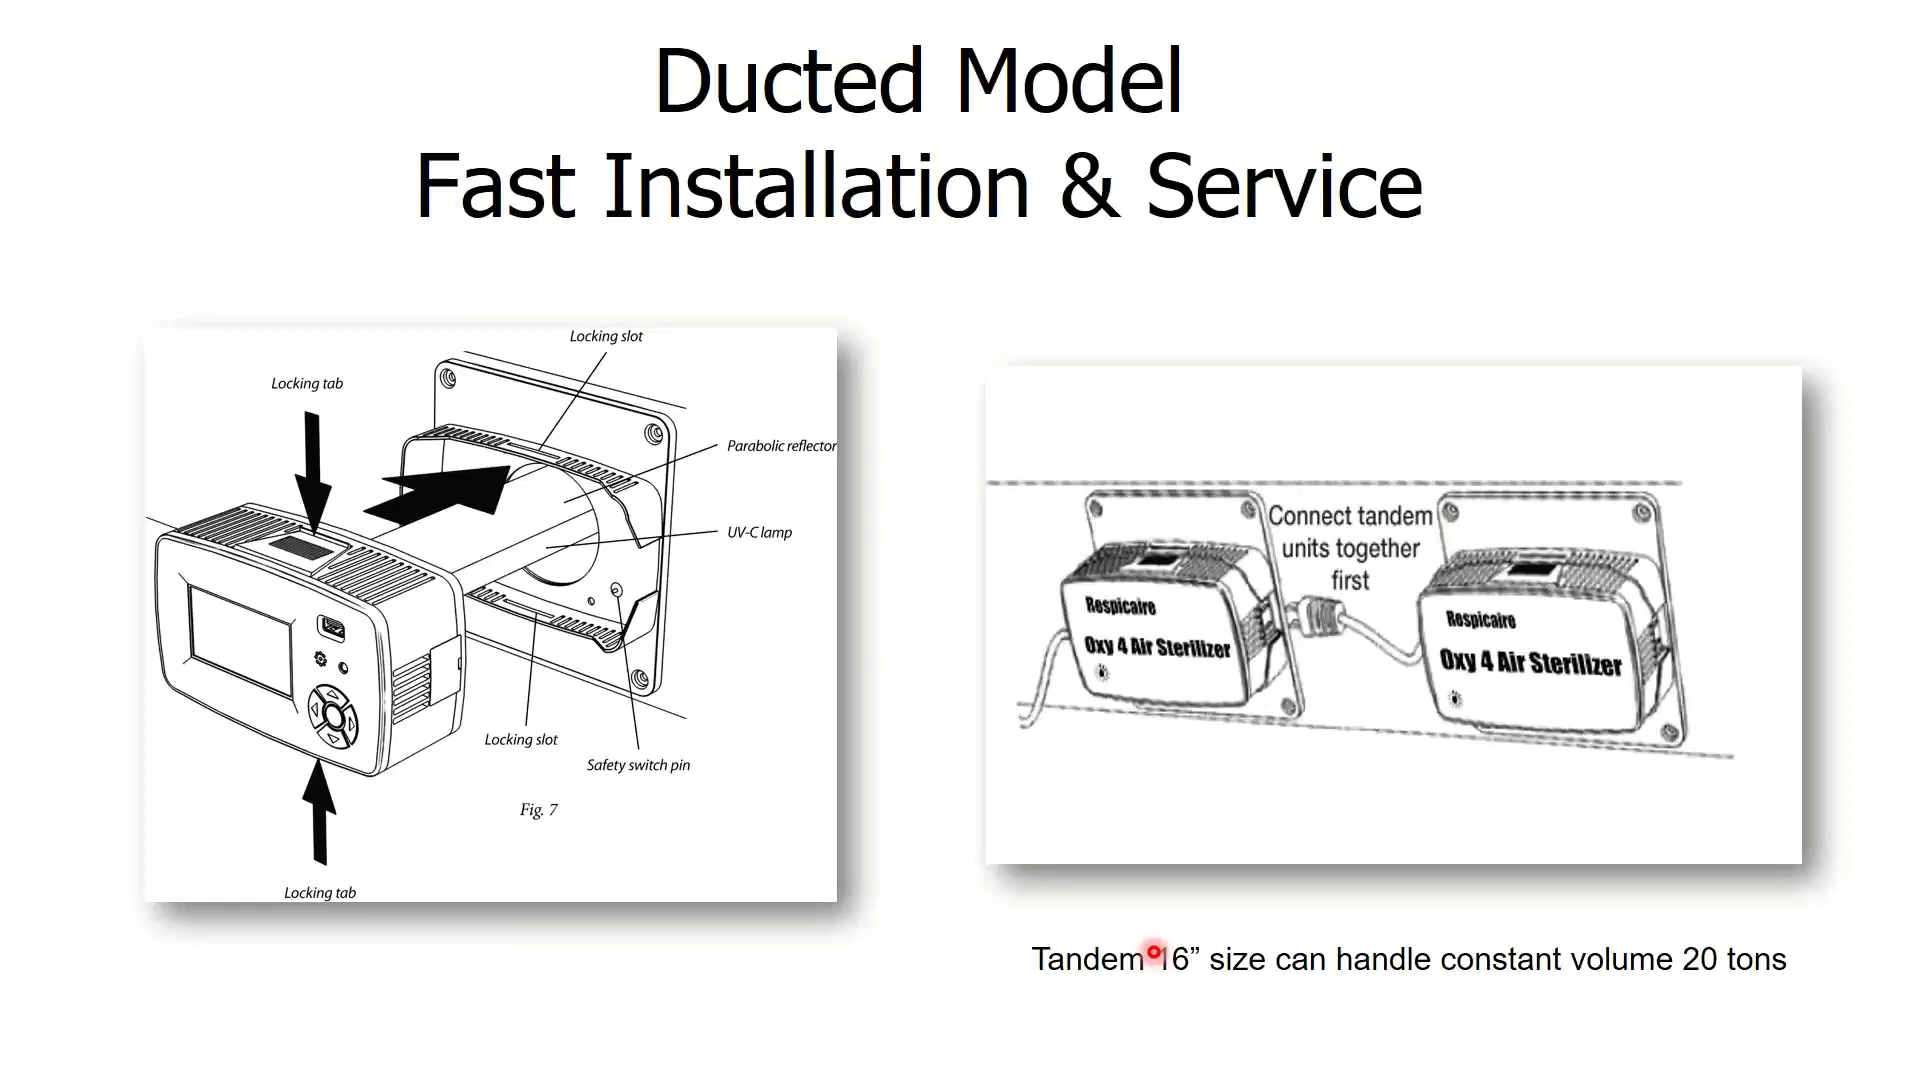 Ducted Model
Fast Installation & Service
Locking slot
Locking tab
Parabolic reflector
UV-C lamp
Locking slot
Safety switch pin
Fig. 7
Locking tab
Connect tandem
units together
first
Respicaire
Oxy 4 Air Sterilizer
Respicaire
Oxy 4 Air Sterilizer
Tandem 16” size can handle constant volume 20 tons